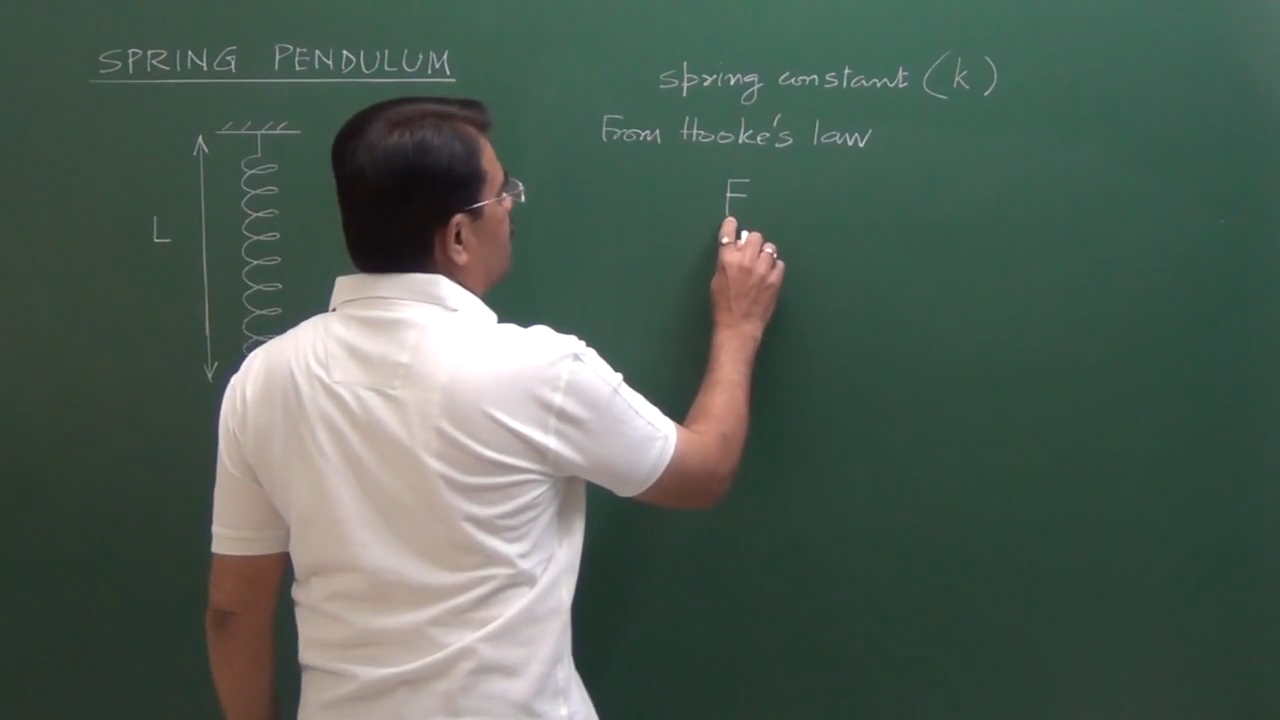 SPRING PENDULUM
L
spring constant (k)
From Hooke's law
F